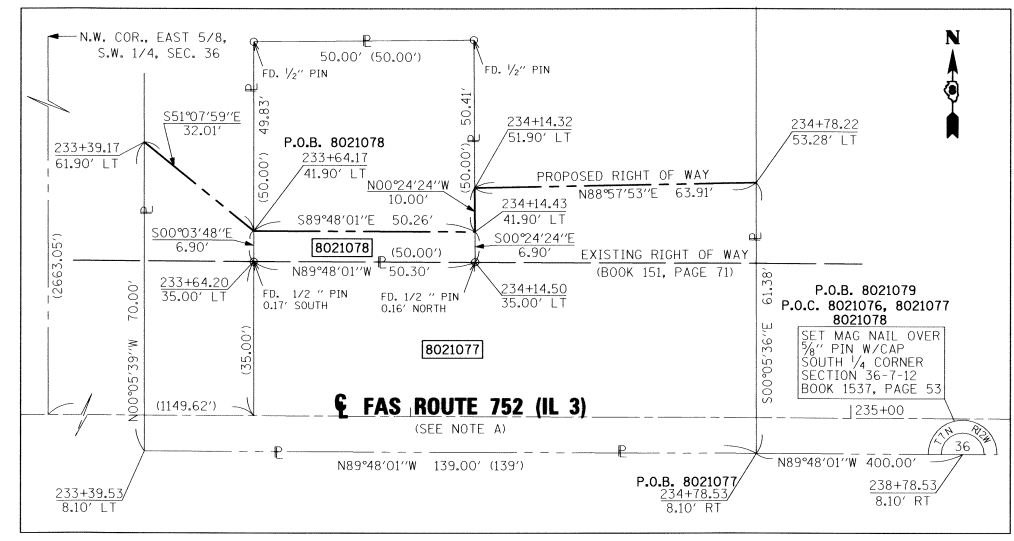 N.W. COR., EAST 5/8,
S.W. 1/4, SEC. 36
50.00' (50.00')
FD. 1/2" PIN
FD. 1/2" PIN
N
S51°07'59"E
32.01'
49.83'
(50.00')
50.41'
(50.00')
P.O.B. 8021078
233+64.17
41.90' LT
234+14.32
51.90' LT
234+78.22
53.28' LT
233+39.17
61.90' LT
N00°24'24"W
10.00'
PROPOSED RIGHT OF WAY
N88°57'53"E 63.91'
S89°48'01"E 50.26'
234+14.43
41.90' LT
S00°03'48"E
6.90'
8021078
(50.00')
S00°24'24"E
6.90'
EXISTING RIGHT OF WAY
N89°48'01"W 50.30'
(BOOK 151, PAGE 71)
(2663.05')
233+64.20
35.00' LT
FD. 1/2 " PIN
0.17' SOUTH
FD. 1/2 " PIN
0.16' NORTH
234+14.50
35.00' LT
P.O.B. 8021079
P.O.C. 8021076, 8021077
8021078
SET MAG NAIL OVER
5/8" PIN W/CAP
SOUTH 1/4 CORNER
SECTION 36-7-12
BOOK 1537, PAGE 53
N00°05'39"W 70.00'
(35.00')
8021077
S00°05'36"E 61.38'
(1149.62')
℄ FAS ROUTE 752 (IL 3)
(SEE NOTE A)
235+00
T7N R12W
36
N89°48'01"W 139.00' (139')
N89°48'01"W 400.00'
233+39.53
8.10' LT
P.O.B. 8021077
234+78.53
8.10' RT
238+78.53
8.10' RT